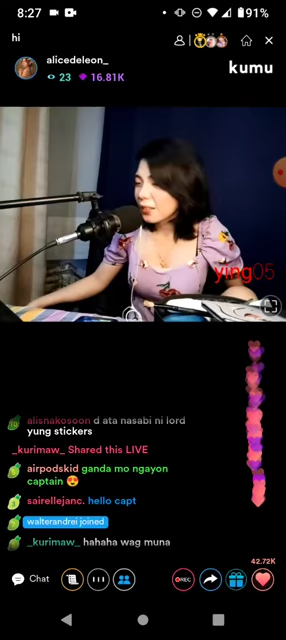 8:27
91%
hi
alicedeleon_
23 16.81K
kumu
ying05
alisnakosoon d ata nasabi ni lord
yung stickers
_kurimaw_ Shared this LIVE
airpodskid ganda mo ngayon
captain 😍
sairellejanc. hello capt
walterandrei joined
_kurimaw_ hahaha wag muna
42.72K
Chat
REC